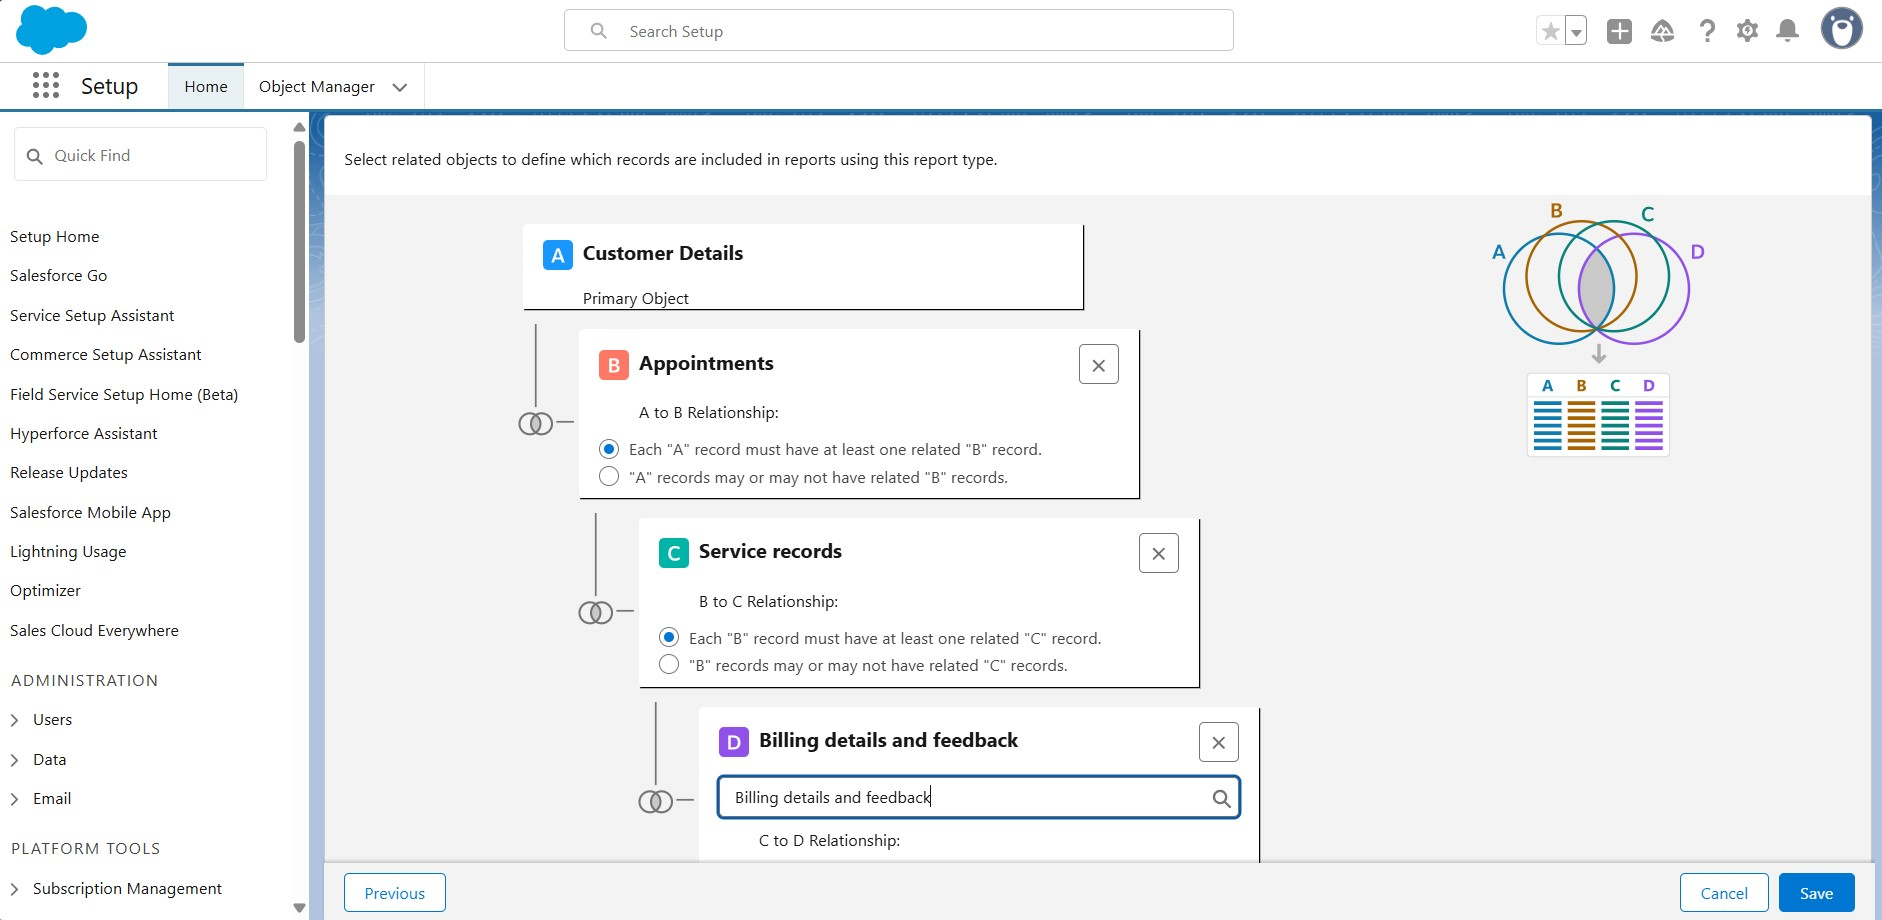 Search Setup
Setup
Home
Object Manager
Quick Find
Setup Home
Salesforce Go
Service Setup Assistant
Commerce Setup Assistant
Field Service Setup Home (Beta)
Hyperforce Assistant
Release Updates
Salesforce Mobile App
Lightning Usage
Optimizer
Sales Cloud Everywhere
ADMINISTRATION
Users
Data
Email
PLATFORM TOOLS
Subscription Management
Select related objects to define which records are included in reports using this report type.
A Customer Details
Primary Object
B Appointments
A to B Relationship:
Each "A" record must have at least one related "B" record.
"A" records may or may not have related "B" records.
C Service records
B to C Relationship:
Each "B" record must have at least one related "C" record.
"B" records may or may not have related "C" records.
D Billing details and feedback
Billing details and feedback
C to D Relationship:
B C
A D
A B C D
Previous
Cancel
Save